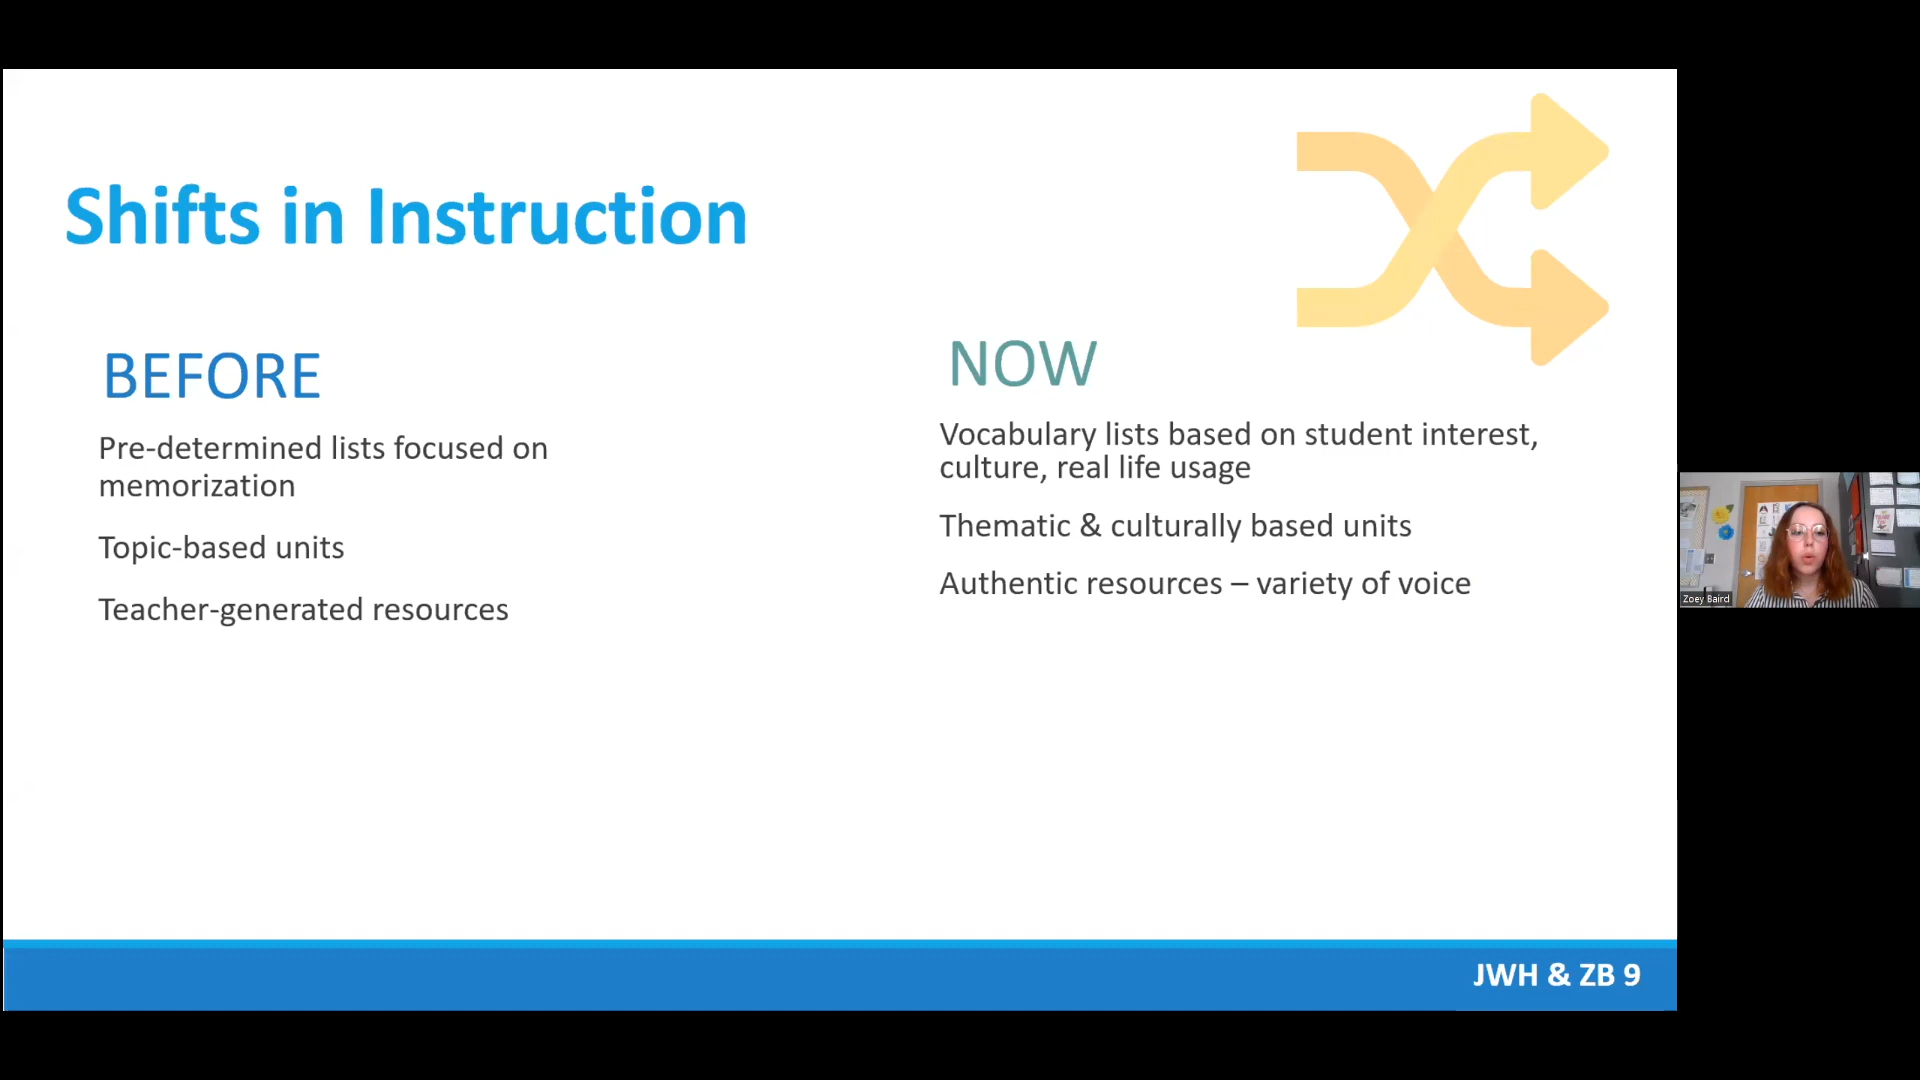 Shifts in Instruction
BEFORE
Pre-determined lists focused on
memorization
Topic-based units
Teacher-generated resources
NOW
Vocabulary lists based on student interest,
culture, real life usage
Thematic & culturally based units
Authentic resources – variety of voice
Zoey Baird
JWH & ZB 9